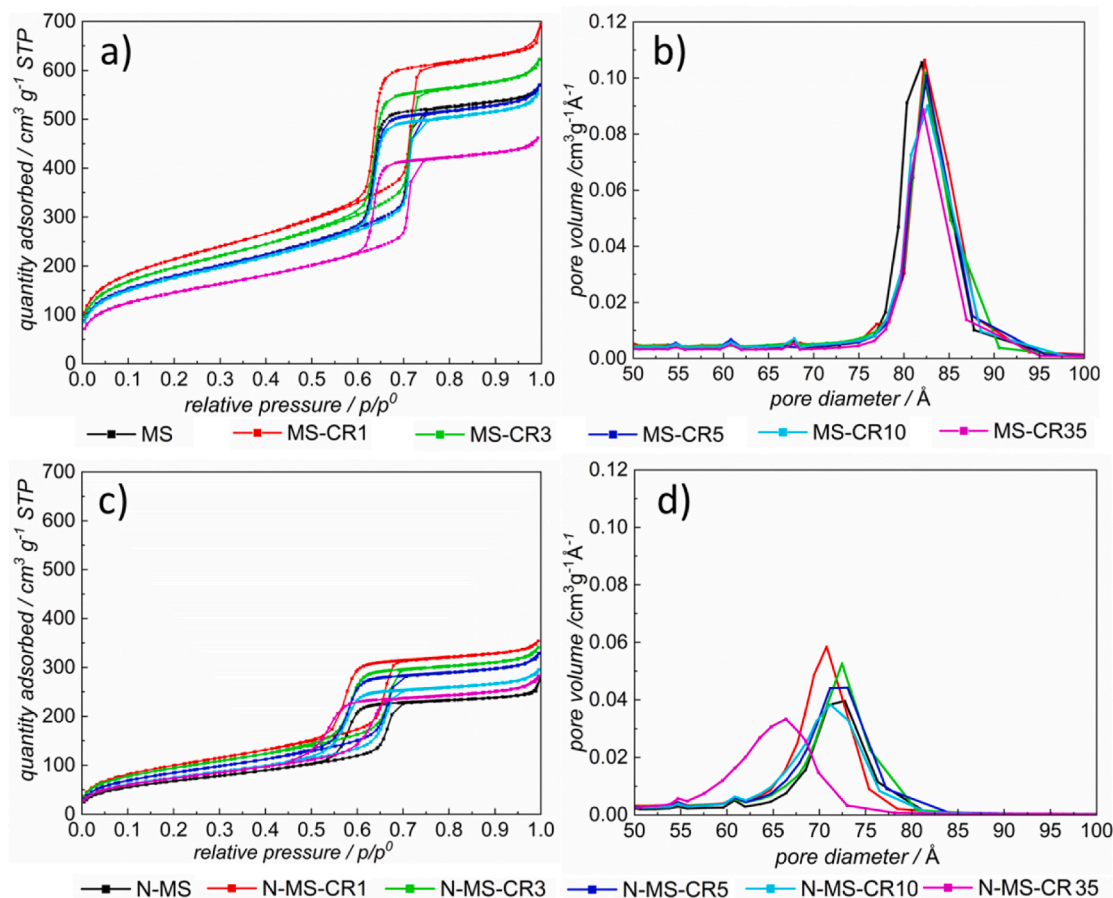 a)
700
600
500
400
300
200
100
0
quantity adsorbed / cm³ g⁻¹ STP
0.0 0.1 0.2 0.3 0.4 0.5 0.6 0.7 0.8 0.9 1.0
relative pressure / p/p⁰
b)
0.12
0.10
0.08
0.06
0.04
0.02
0.00
pore volume /cm³g⁻¹Å⁻¹
50 55 60 65 70 75 80 85 90 95 100
pore diameter / Å
MS MS-CR1 MS-CR3 MS-CR5 MS-CR10 MS-CR35
c)
700
600
500
400
300
200
100
0
quantity adsorbed / cm³ g⁻¹ STP
0.0 0.1 0.2 0.3 0.4 0.5 0.6 0.7 0.8 0.9 1.0
relative pressure / p/p⁰
d)
0.12
0.10
0.08
0.06
0.04
0.02
0.00
pore volume /cm³g⁻¹Å⁻¹
50 55 60 65 70 75 80 85 90 95 100
pore diameter / Å
N-MS N-MS-CR1 N-MS-CR3 N-MS-CR5 N-MS-CR10 N-MS-CR35